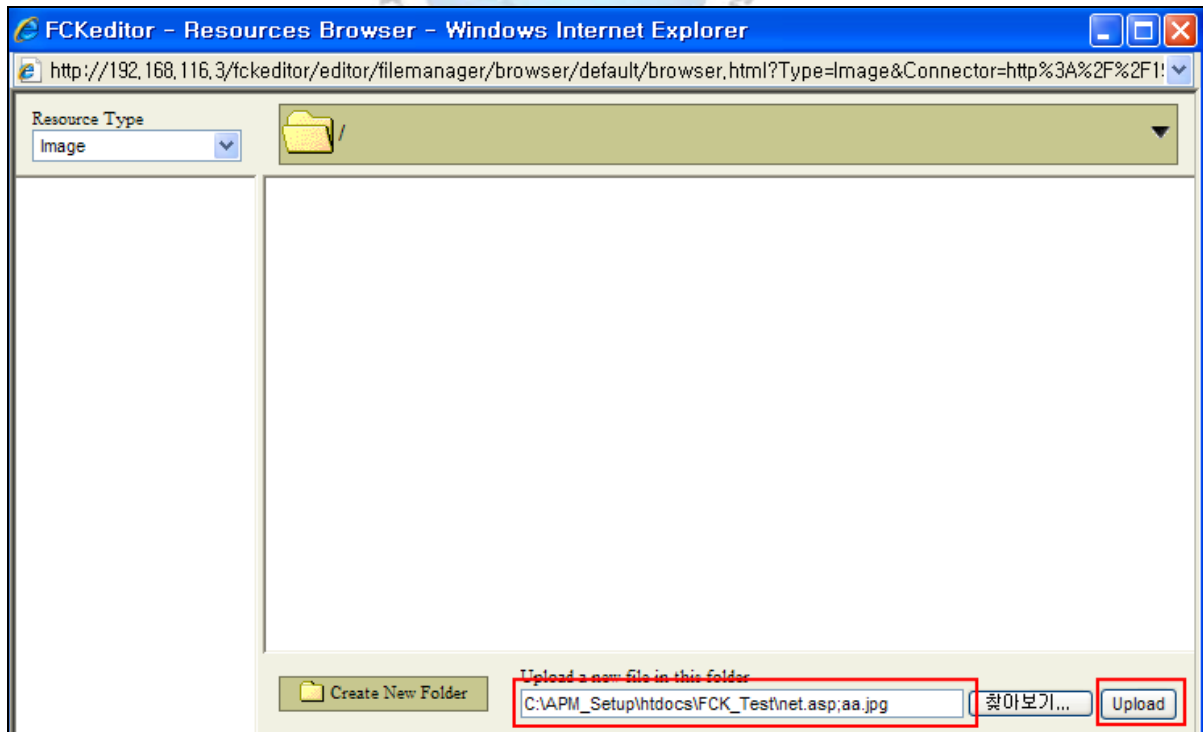 FCKeditor - Resources Browser - Windows Internet Explorer
http://192,168,116,3/fckeditor/editor/filemanager/browser/default/browser,html?Type=Image&Connector=http%3A%2F%2F1
Resource Type
Image
/
Create New Folder
Upload a new file in this folder
C:\APM_Setup\htdocs\FCK_Test\net.asp;aa.jpg
찾아보기...
Upload